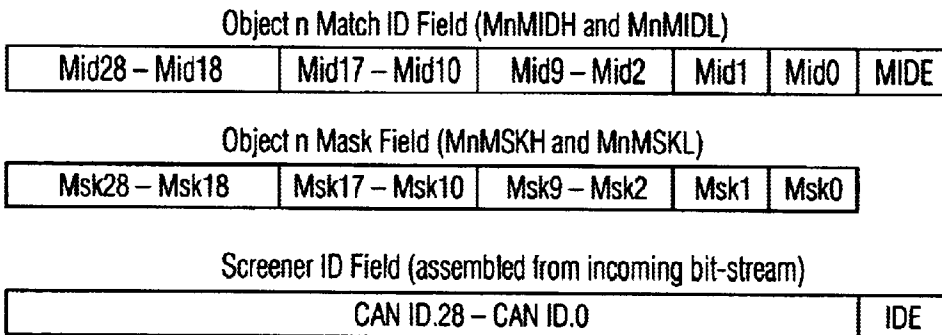 Object n Match ID Field (MnMIDH and MnMIDL)
Mid28 – Mid18 Mid17 – Mid10 Mid9 – Mid2 Mid1 Mid0 MIDE
Object n Mask Field (MnMSKH and MnMSKL)
Msk28 – Msk18 Msk17 – Msk10 Msk9 – Msk2 Msk1 Msk0
Screener ID Field (assembled from incoming bit-stream)
CAN ID.28 – CAN ID.0 IDE